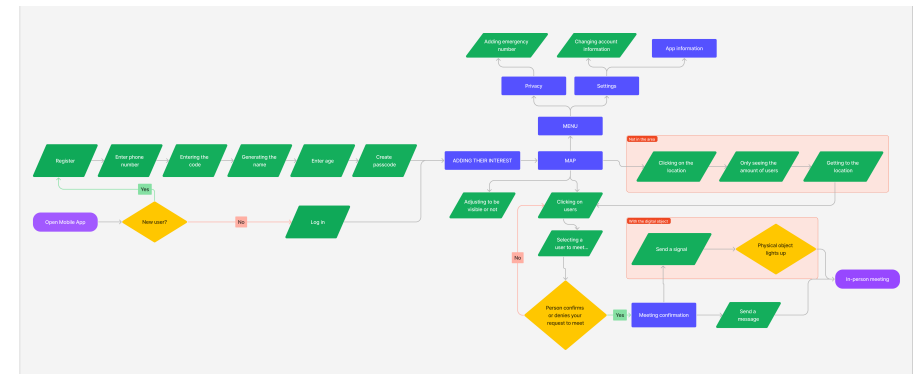 Adding emergency
number
Changing account
information
App information
Privacy
Settings
MENU
Not in the area
Register
Enter phone
number
Entering the
code
Generating the
name
Enter age
Create
passcode
ADDING THEIR INTEREST
MAP
Clicking on the
location
Only seeing the
amount of users
Getting to the
location
Yes
Adjusting to be
visible or not
Clicking on
users
Open Mobile App
New user?
No
Log in
With the digital object
Selecting a
user to meet...
Send a signal
Physical object
lights up
No
In-person meeting
Person confirms
or denies your
request to meet
Yes
Meeting confirmation
Send a
message